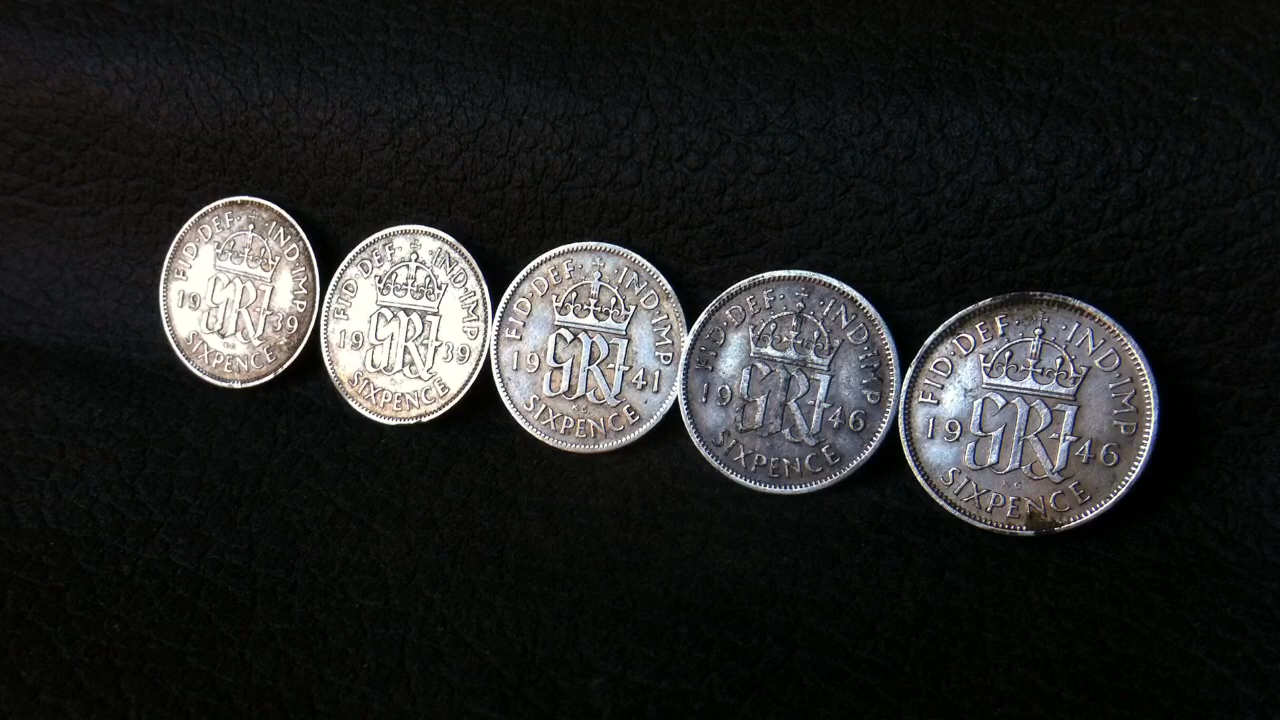 FID·DEF· ·IND·IMP
19 GRI 39
SIXPENCE
FID·DEF· ·IND·IMP
19 GRI 39
SIXPENCE
FID·DEF· ·IND·IMP
19 GRI 41
K·G
SIXPENCE
FID·DEF· ·IND·IMP
19 GRI 46
SIXPENCE
FID·DEF· ·IND·IMP
19 GRI 46
K·G
SIXPENCE